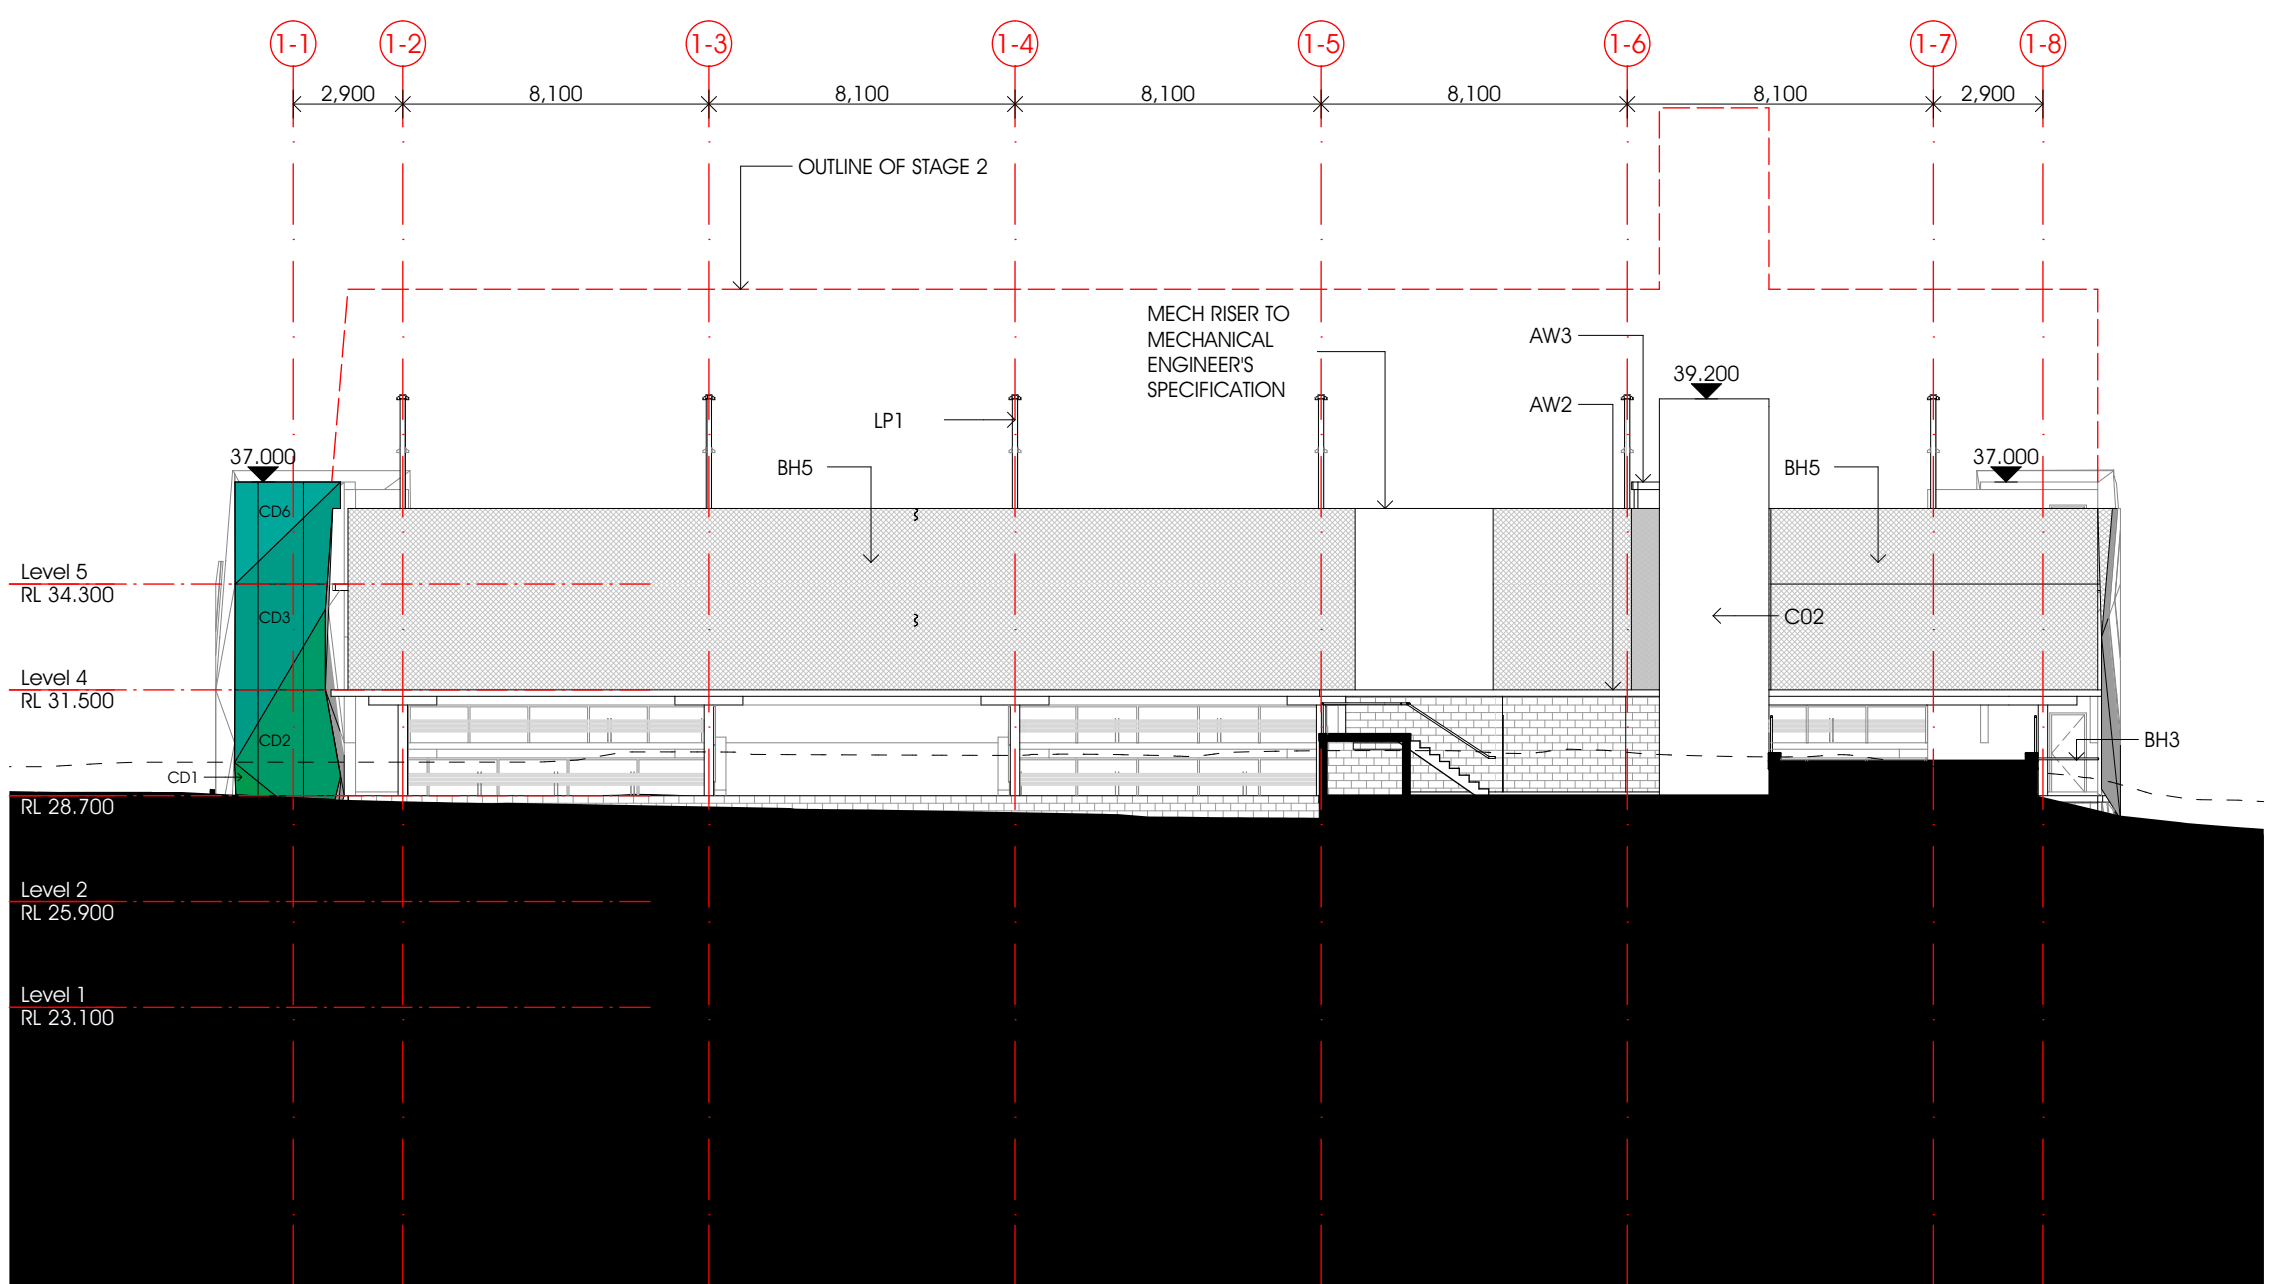 1-1 1-2 1-3 1-4 1-5 1-6 1-7 1-8
2,900 8,100 8,100 8,100 8,100 8,100 2,900
OUTLINE OF STAGE 2
MECH RISER TO
MECHANICAL
ENGINEER'S
SPECIFICATION
AW3
39.200
AW2
LP1
37.000
BH5
BH5
37.000
CD6
Level 5
RL 34.300
CD3
C02
Level 4
RL 31.500
CD2
BH3
CD1
RL 28.700
Level 2
RL 25.900
Level 1
RL 23.100